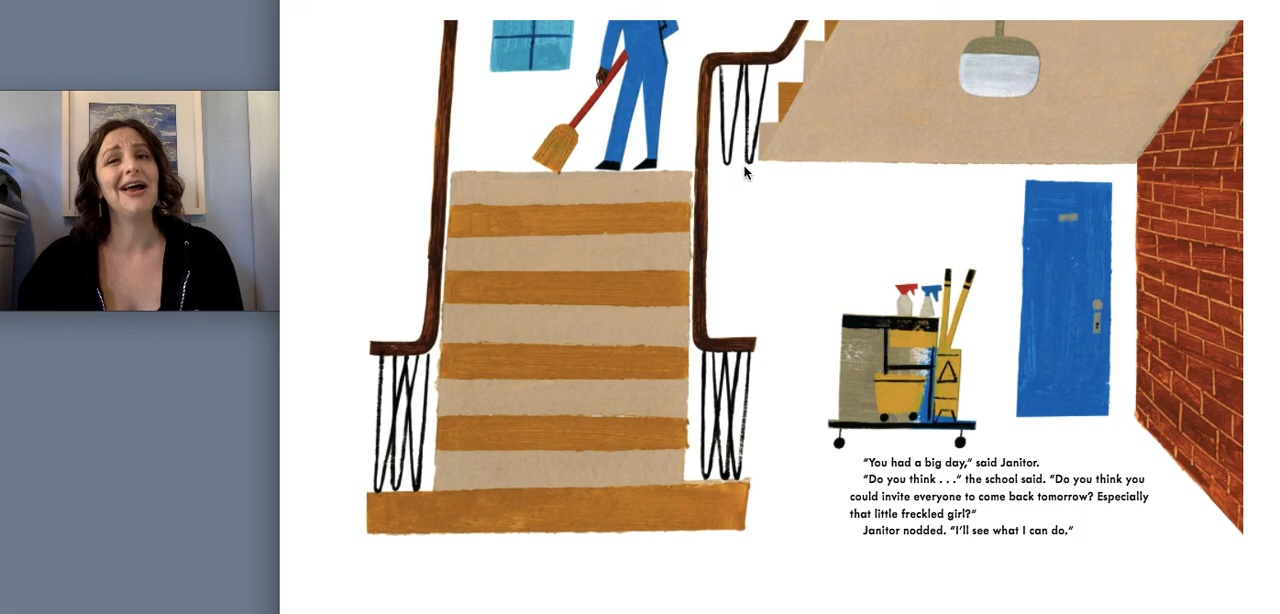 "You had a big day," said Janitor.
"Do you think . . ." the school said. "Do you think you
could invite everyone to come back tomorrow? Especially
that little freckled girl?"
Janitor nodded. "I'll see what I can do."